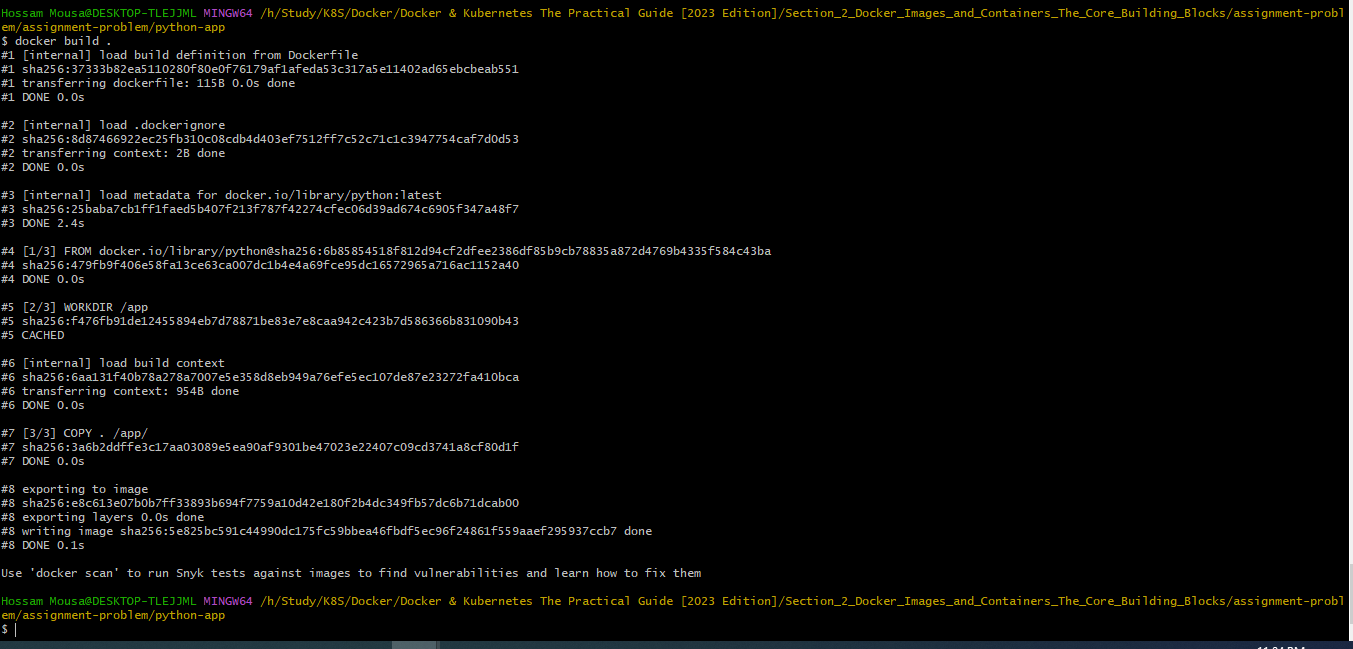 Hossam Mousa@DESKTOP-TLEJJML MINGW64 /h/Study/K8S/Docker/Docker & Kubernetes The Practical Guide [2023 Edition]/Section_2_Docker_Images_and_Containers_The_Core_Building_Blocks/assignment-probl
em/assignment-problem/python-app
$ docker build .
#1 [internal] load build definition from Dockerfile
#1 sha256:37333b82ea5110280f80e0f76179af1afeda53c317a5e11402ad65ebcbeab551
#1 transferring dockerfile: 115B 0.0s done
#1 DONE 0.0s
#2 [internal] load .dockerignore
#2 sha256:8d87466922ec25fb310c08cdb4d403ef7512ff7c52c71c1c3947754caf7d0d53
#2 transferring context: 2B done
#2 DONE 0.0s
#3 [internal] load metadata for docker.io/library/python:latest
#3 sha256:25baba7cb1ff1faed5b407f213f787f42274cfec06d39ad674c6905f347a48f7
#3 DONE 2.4s
#4 [1/3] FROM docker.io/library/python@sha256:6b85854518f812d94cf2dfee2386df85b9cb78835a872d4769b4335f584c43ba
#4 sha256:479fb9f406e58fa13ce63ca007dc1b4e4a69fce95dc16572965a716ac1152a40
#4 DONE 0.0s
#5 [2/3] WORKDIR /app
#5 sha256:f476fb91de12455894eb7d78871be83e7e8caa942c423b7d586366b831090b43
#5 CACHED
#6 [internal] load build context
#6 sha256:6aa131f40b78a278a7007e5e358d8eb949a76efe5ec107de87e23272fa410bca
#6 transferring context: 954B done
#6 DONE 0.0s
#7 [3/3] COPY . /app/
#7 sha256:3a6b2ddffe3c17aa03089e5ea90af9301be47023e22407c09cd3741a8cf80d1f
#7 DONE 0.0s
#8 exporting to image
#8 sha256:e8c613e07b0b7ff33893b694f7759a10d42e180f2b4dc349fb57dc6b71dcab00
#8 exporting layers 0.0s done
#8 writing image sha256:5e825bc591c44990dc175fc59bbea46fbdf5ec96f24861f559aaef295937ccb7 done
#8 DONE 0.1s
Use 'docker scan' to run Snyk tests against images to find vulnerabilities and learn how to fix them
Hossam Mousa@DESKTOP-TLEJJML MINGW64 /h/Study/K8S/Docker/Docker & Kubernetes The Practical Guide [2023 Edition]/Section_2_Docker_Images_and_Containers_The_Core_Building_Blocks/assignment-probl
em/assignment-problem/python-app
$